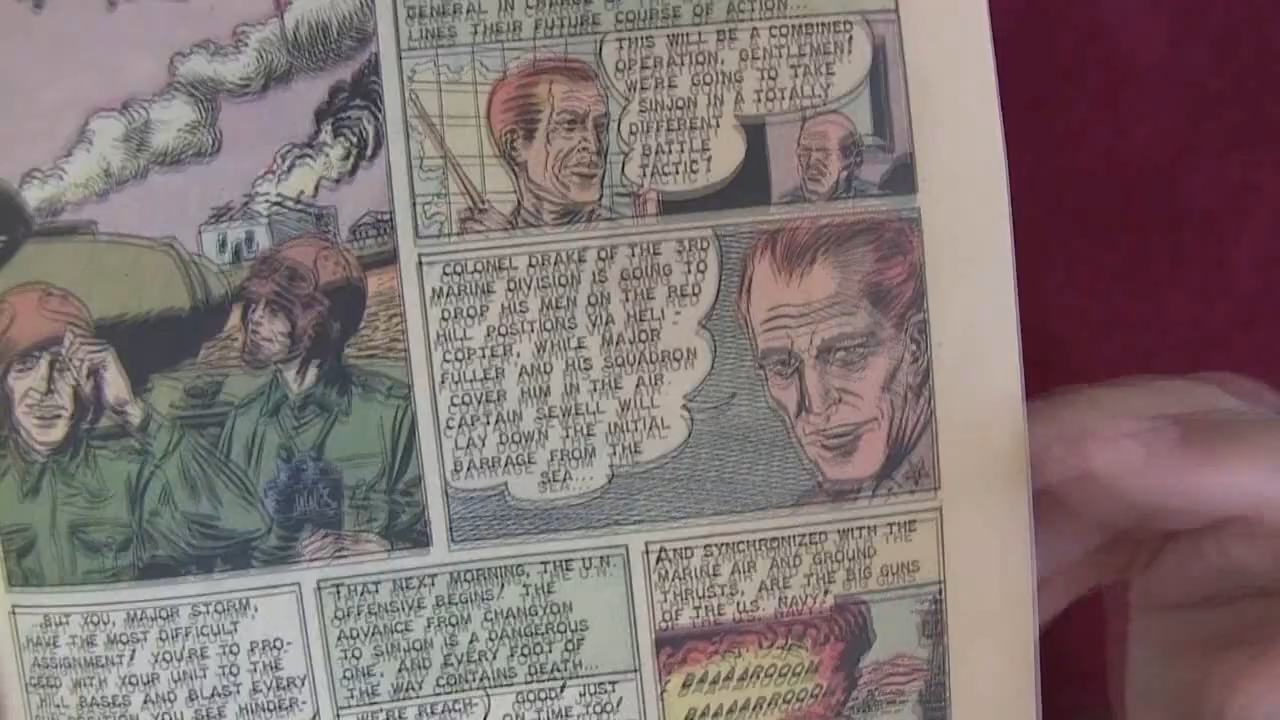 GENERAL IN CHARGE OF
LINES THEIR FUTURE COURSE OF ACTION...
THIS WILL BE A COMBINED
OPERATION, GENTLEMEN!
WE'RE GOING TO TAKE
SINJON IN A TOTALLY
DIFFERENT
BATTLE
TACTIC!
COLONEL DRAKE OF THE 3RD
MARINE DIVISION IS GOING TO
DROP HIS MEN ON THE RED
HILL POSITIONS VIA HELI-
COPTER, WHILE MAJOR
FULLER AND HIS SQUADRON
COVER HIM IN THE AIR.
CAPTAIN SEWELL WILL
LAY DOWN THE INITIAL
BARRAGE FROM THE
SEA...
BUT YOU, MAJOR STORM,
HAVE THE MOST DIFFICULT
ASSIGNMENT! YOU'RE TO PRO-
CEED WITH YOUR UNIT TO THE
HILL BASES AND BLAST EVERY
YOU SEE HINDER-
THAT NEXT MORNING, THE U.N.
OFFENSIVE BEGINS! THE
ADVANCE FROM CHANGYON
TO SINJON IS A DANGEROUS
ONE, AND EVERY FOOT OF
THE WAY CONTAINS DEATH...
WE'RE REACH-
GOOD! JUST
ON TIME, TOO!
AND SYNCHRONIZED WITH THE
MARINE AIR AND GROUND
THRUSTS, ARE THE BIG GUNS
OF THE U.S. NAVY!
BAAAAROOOM
BAAAAROOO